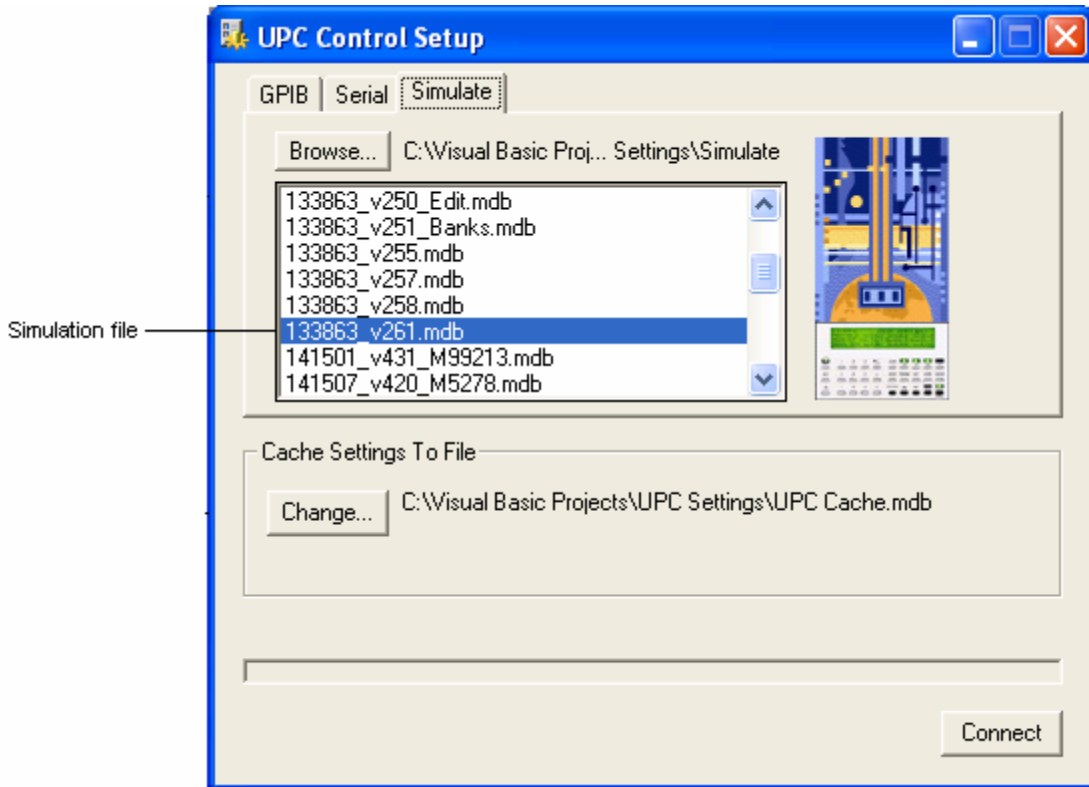 UPC Control Setup
GPIB Serial Simulate
Browse... C:\Visual Basic Proj... Settings\Simulate
133863_v250_Edit.mdb
133863_v251_Banks.mdb
133863_v255.mdb
133863_v257.mdb
133863_v258.mdb
Simulation file 133863_v261.mdb
141501_v431_M99213.mdb
141507_v420_M5278.mdb
Cache Settings To File
Change... C:\Visual Basic Projects\UPC Settings\UPC Cache.mdb
Connect